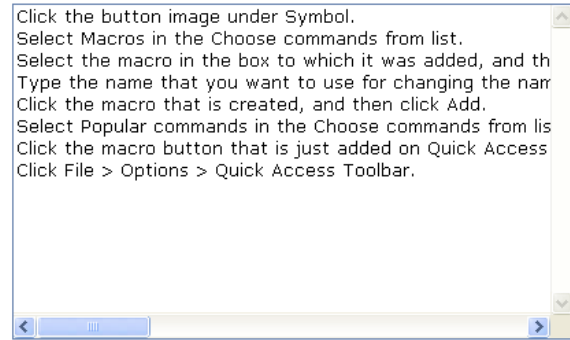 Click the button image under Symbol.
Select Macros in the Choose commands from list.
Select the macro in the box to which it was added, and th
Type the name that you want to use for changing the nam
Click the macro that is created, and then click Add.
Select Popular commands in the Choose commands from lis
Click the macro button that is just added on Quick Access
Click File > Options > Quick Access Toolbar.